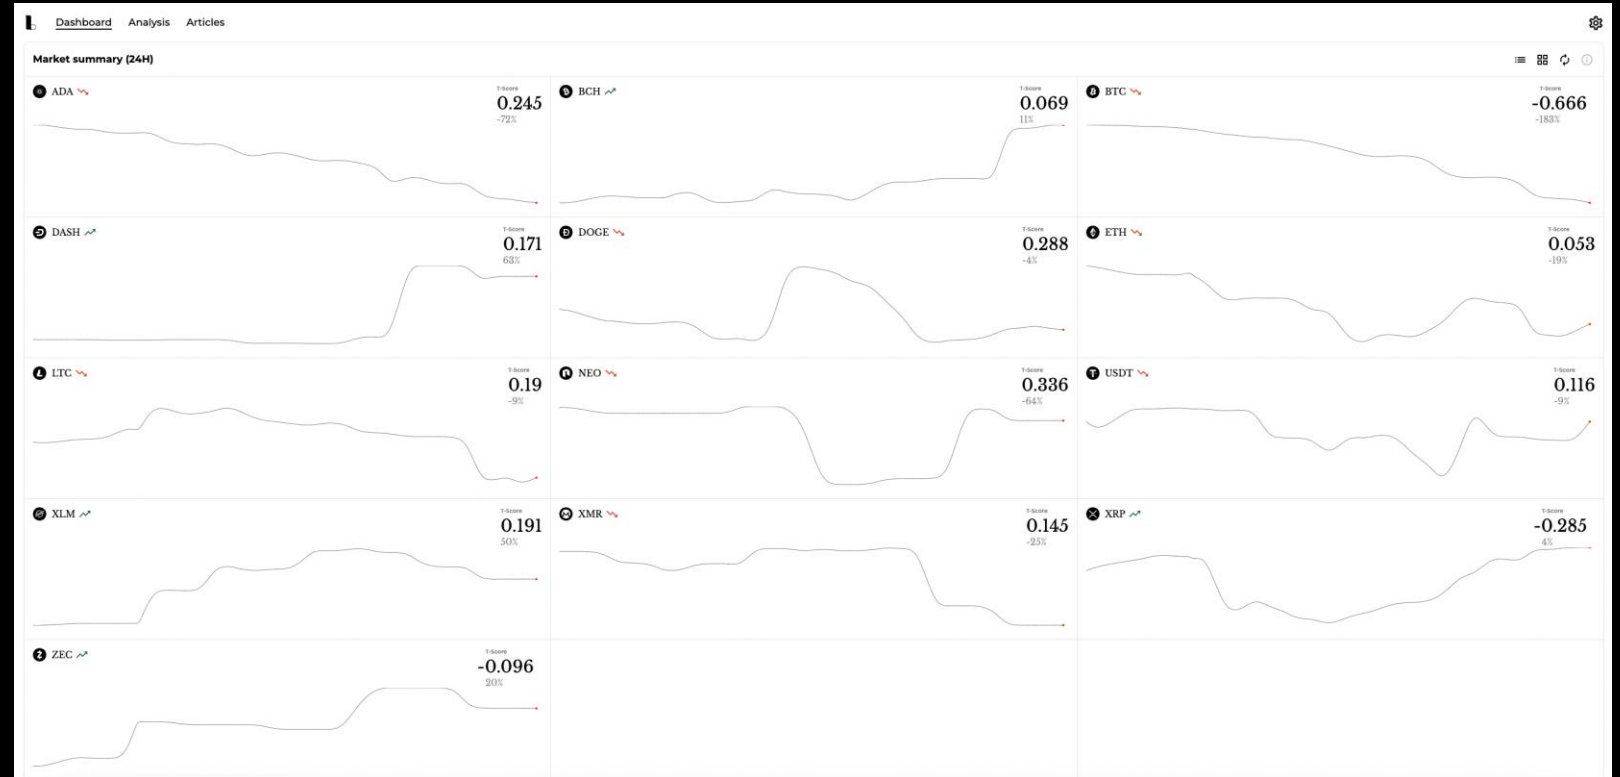 Dashboard Analysis Articles
Market summary (24H)
ADA
T-Score
0.245
-72%
BCH
T-Score
0.069
11%
BTC
T-Score
-0.666
-183%
DASH
T-Score
0.171
63%
DOGE
T-Score
0.288
-4%
ETH
T-Score
0.053
-19%
LTC
T-Score
0.19
-9%
NEO
T-Score
0.336
-64%
USDT
T-Score
0.116
-9%
XLM
T-Score
0.191
50%
XMR
T-Score
0.145
-25%
XRP
T-Score
-0.285
4%
ZEC
T-Score
-0.096
20%